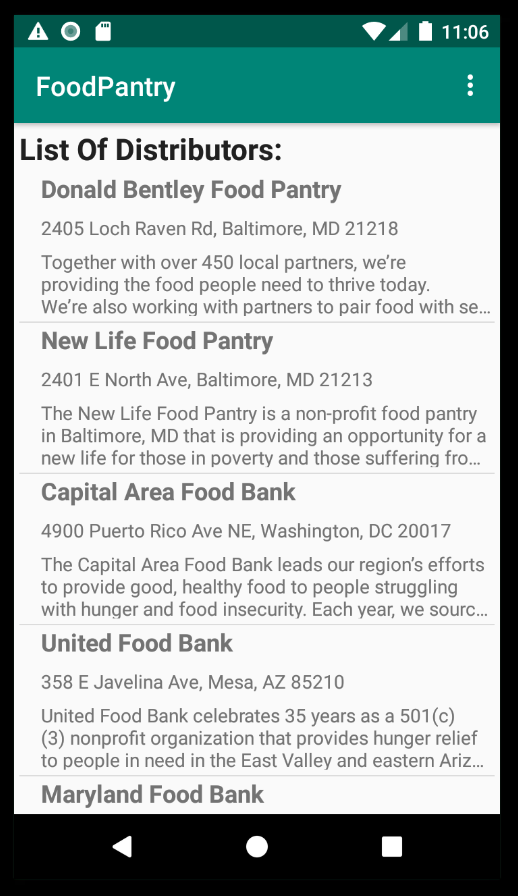 11:06
FoodPantry
List Of Distributors:
Donald Bentley Food Pantry
2405 Loch Raven Rd, Baltimore, MD 21218
Together with over 450 local partners, we’re
providing the food people need to thrive today.
We’re also working with partners to pair food with se…
New Life Food Pantry
2401 E North Ave, Baltimore, MD 21213
The New Life Food Pantry is a non-profit food pantry
in Baltimore, MD that is providing an opportunity for a
new life for those in poverty and those suffering fro…
Capital Area Food Bank
4900 Puerto Rico Ave NE, Washington, DC 20017
The Capital Area Food Bank leads our region’s efforts
to provide good, healthy food to people struggling
with hunger and food insecurity. Each year, we sourc…
United Food Bank
358 E Javelina Ave, Mesa, AZ 85210
United Food Bank celebrates 35 years as a 501(c)
(3) nonprofit organization that provides hunger relief
to people in need in the East Valley and eastern Ariz…
Maryland Food Bank